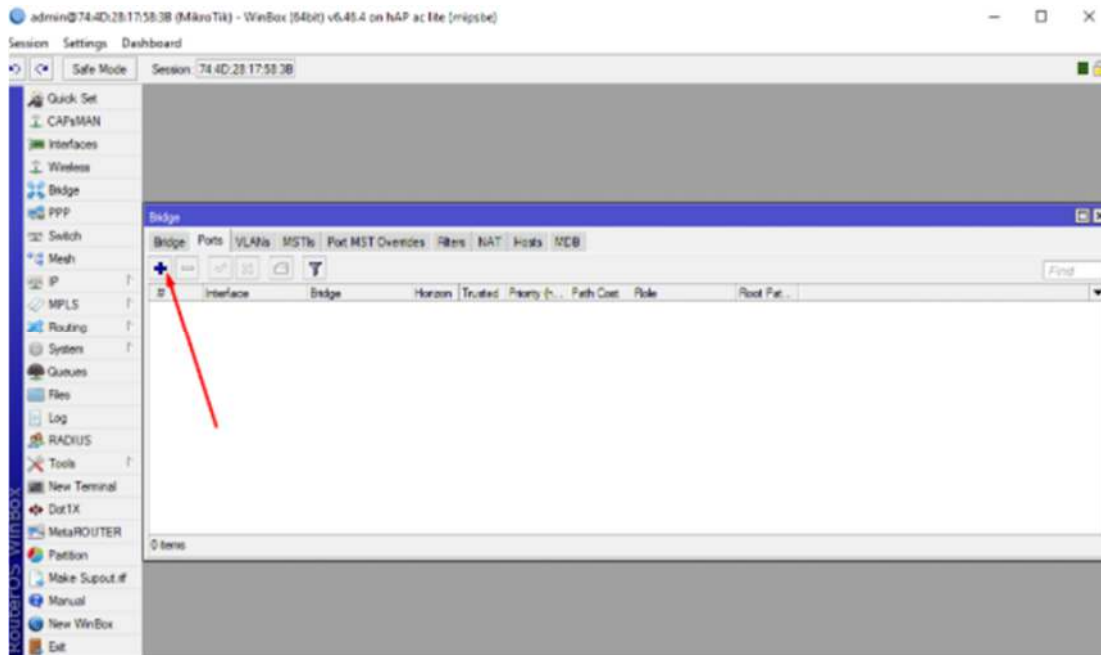 admin@74:4D:28:17:58:3B (MikroTik) - WinBox (64bit) v6.48.4 on hAP ac lite (mipsbe)
Session Settings Dashboard
Safe Mode Session: 74:4D:28:17:58:3B
Quick Set
CAPsMAN
Interfaces
Wireless
Bridge
PPP
Switch
Mesh
IP
MPLS
Routing
System
Queues
Files
Log
RADIUS
Tools
New Terminal
Dot1X
MetaROUTER
Partition
Make Supout.rif
Manual
New WinBox
Exit
RouterOS WinBox
Bridge
Bridge Ports VLANs MSTIs Port MST Overrides Filters NAT Hosts MDB
Find
# Interface Bridge Horizon Trusted Priority (h... Path Cost Role Root Pat...
0 items